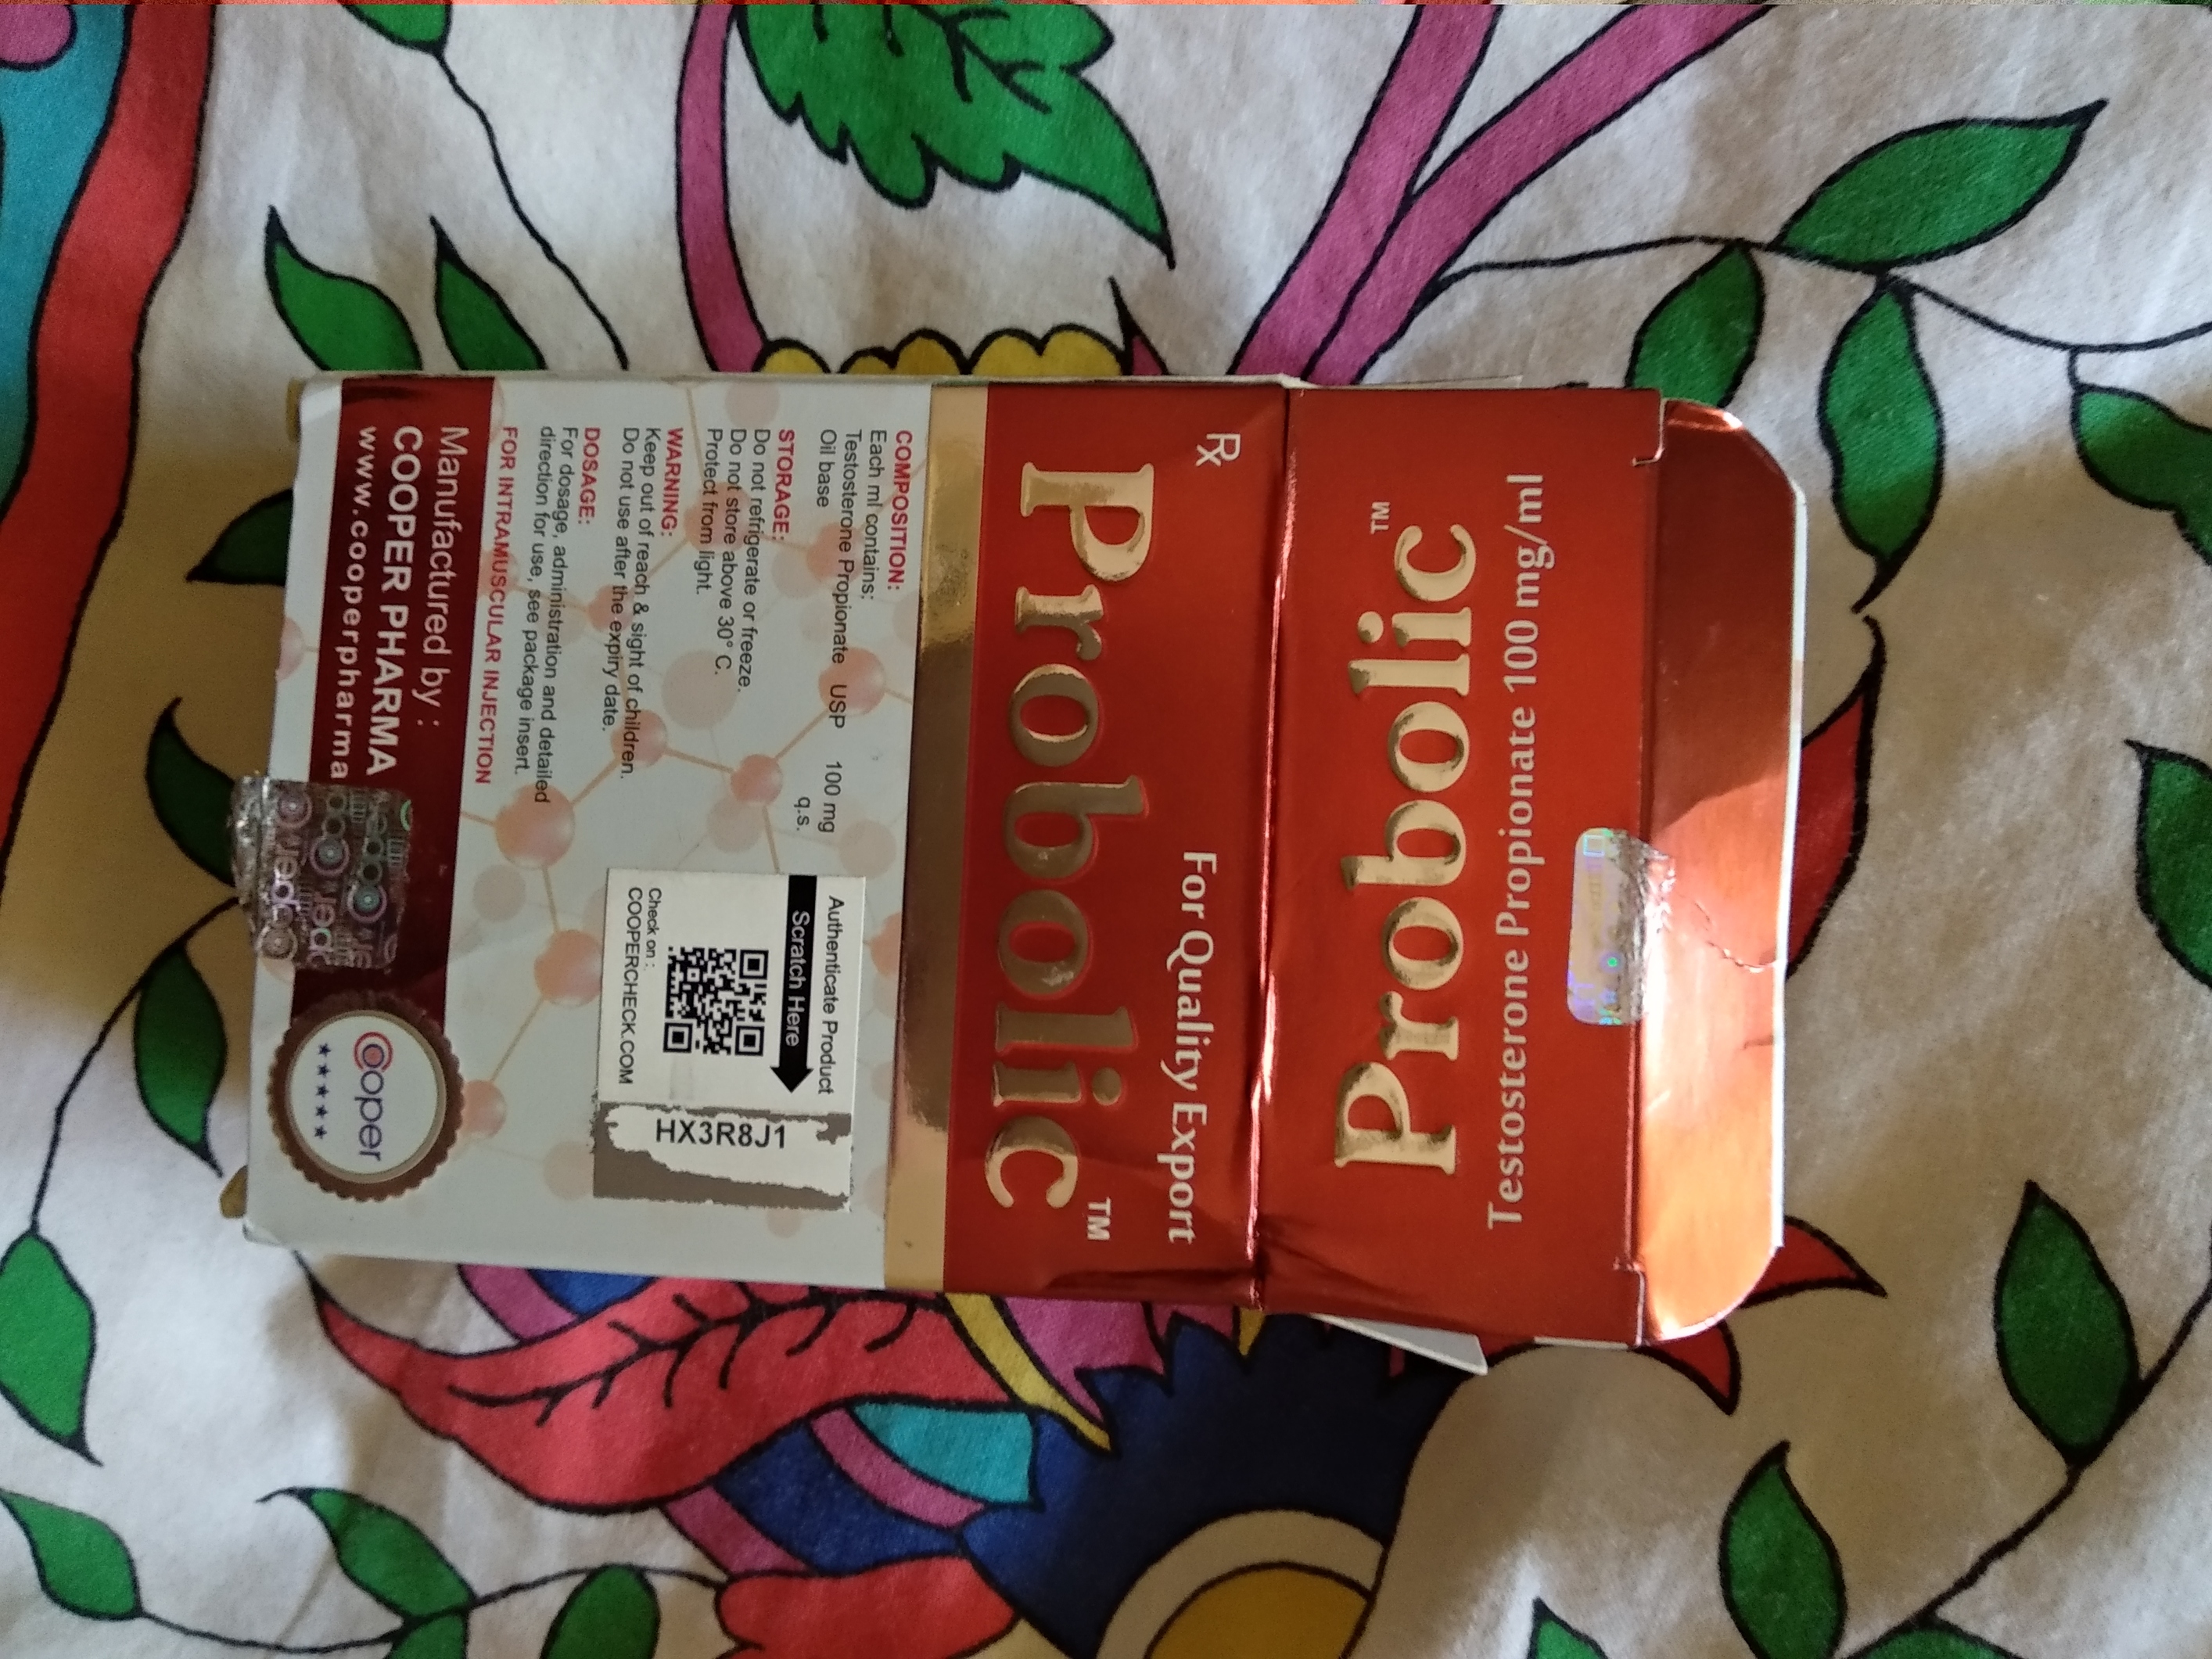 Testosterone Propionate 100 mg/ml
Probolic™
Rx
For Quality Export
Probolic™
COMPOSITION:
Each ml contains:
Testosterone Propionate USP 100 mg
Oil base q.s.
STORAGE:
Do not refrigerate or freeze.
Do not store above 30°C.
Protect from light.
WARNING:
Keep out of reach & sight of children.
Do not use after the expiry date.
DOSAGE:
For dosage, administration and detailed
direction for use, see package insert.
FOR INTRAMUSCULAR INJECTION
Authenticate Product
Scratch Here
Check on :
COOPERCHECK.COM
HX3R8J1
Manufactured by :
COOPER PHARMA
www.cooperpharma
Cooper